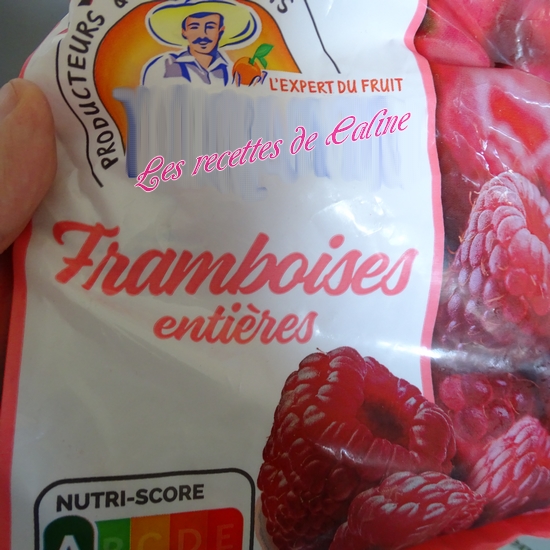 PRODUCTEURS &
L'EXPERT DU FRUIT
Les recettes de Caline
Framboises
entières
NUTRI-SCORE
A B C D E